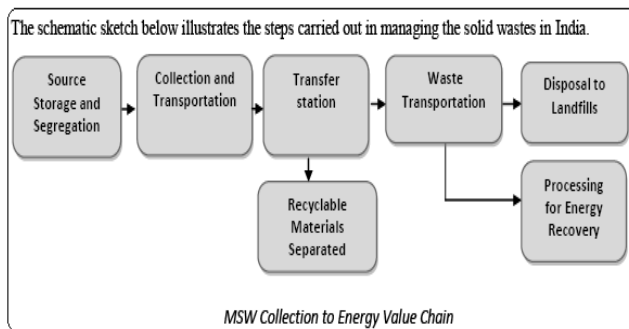 The schematic sketch below illustrates the steps carried out in managing the solid wastes in India.
Source
Storage and
Segregation
Collection and
Transportation
Transfer
station
Waste
Transportation
Disposal to
Landfills
Recyclable
Materials
Separated
Processing
for Energy
Recovery
MSW Collection to Energy Value Chain